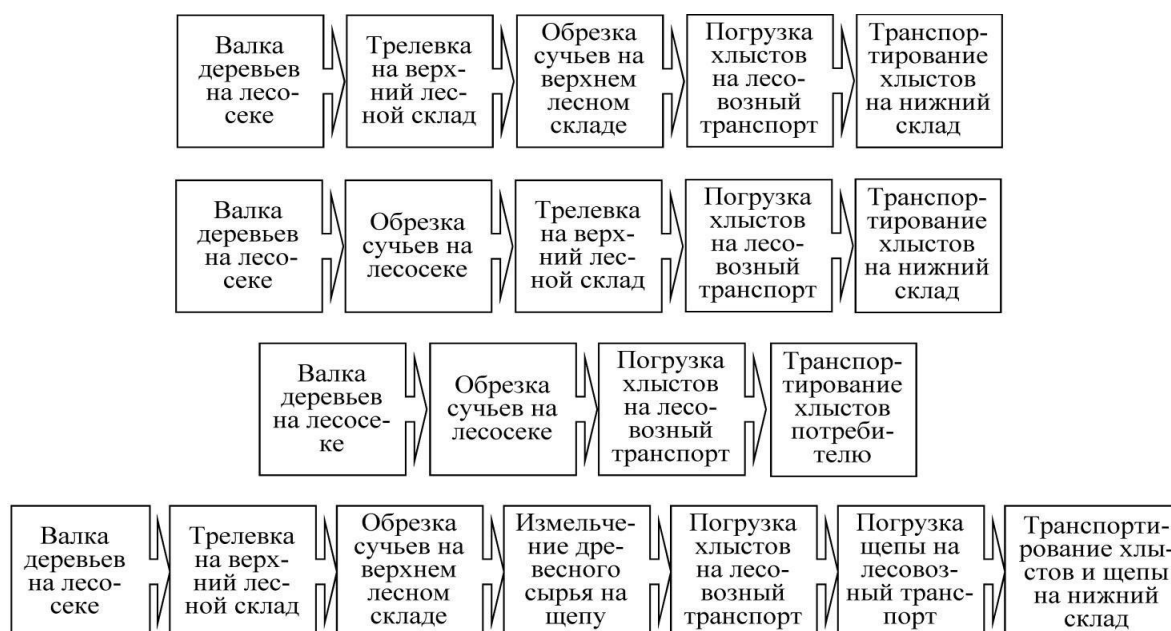 Валка
деревьев
на лесо-
секе
Трелевка
на верх-
ний лес-
ной склад
Обрезка
сучьев на
верхнем
лесном
складе
Погрузка
хлыстов
на лесо-
возный
транспорт
Транспор-
тирование
хлыстов
на нижний
склад
Валка
деревьев
на лесо-
секе
Обрезка
сучьев на
лесосеке
Трелевка
на верх-
ний лес-
ной склад
Погрузка
хлыстов
на лесо-
возный
транспорт
Транспор-
тирование
хлыстов
на нижний
склад
Валка
деревьев
на лесосе-
ке
Обрезка
сучьев на
лесосеке
Погрузка
хлыстов
на лесо-
возный
транспорт
Транспор-
тирование
хлыстов
потреби-
телю
Валка
деревьев
на лесо-
секе
Трелевка
на верх-
ний лес-
ной склад
Обрезка
сучьев на
верхнем
лесном
складе
Измельче-
ние дре-
весного
сырья на
щепу
Погрузка
хлыстов
на лесо-
возный
транспорт
Погрузка
щепы на
лесовоз-
ный транс-
порт
Транспорти-
рование хлы-
стов и щепы
на нижний
склад